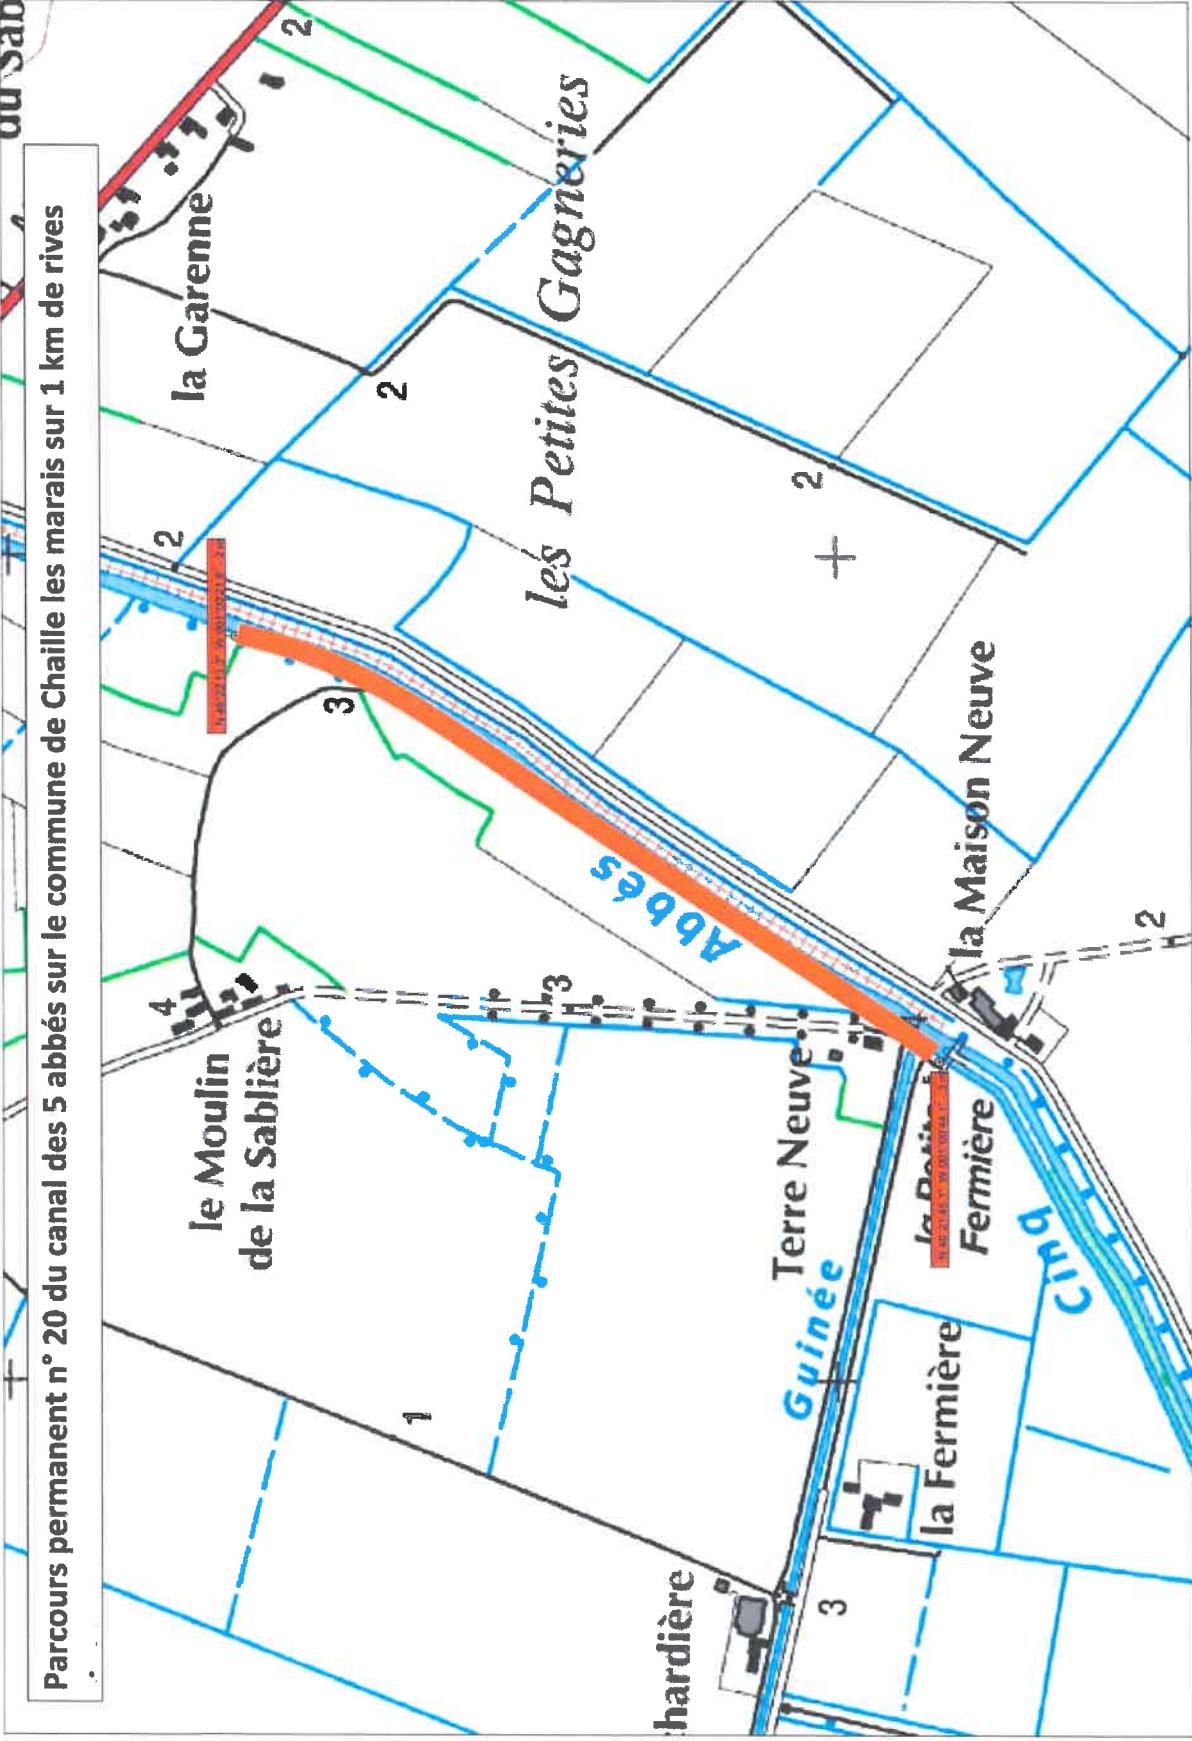 du Sab
Parcours permanent n° 20 du canal des 5 abbés sur le commune de Chaille les marais sur 1 km de rives
2
la Garenne
2
2
les Petites Gagneries
2
3
4
le Moulin
de la Sablière
3
Abbés
la Maison Neuve
2
Terre Neuve
Fermière
Cinq
Guinée
la Fermière
1
hardière
3